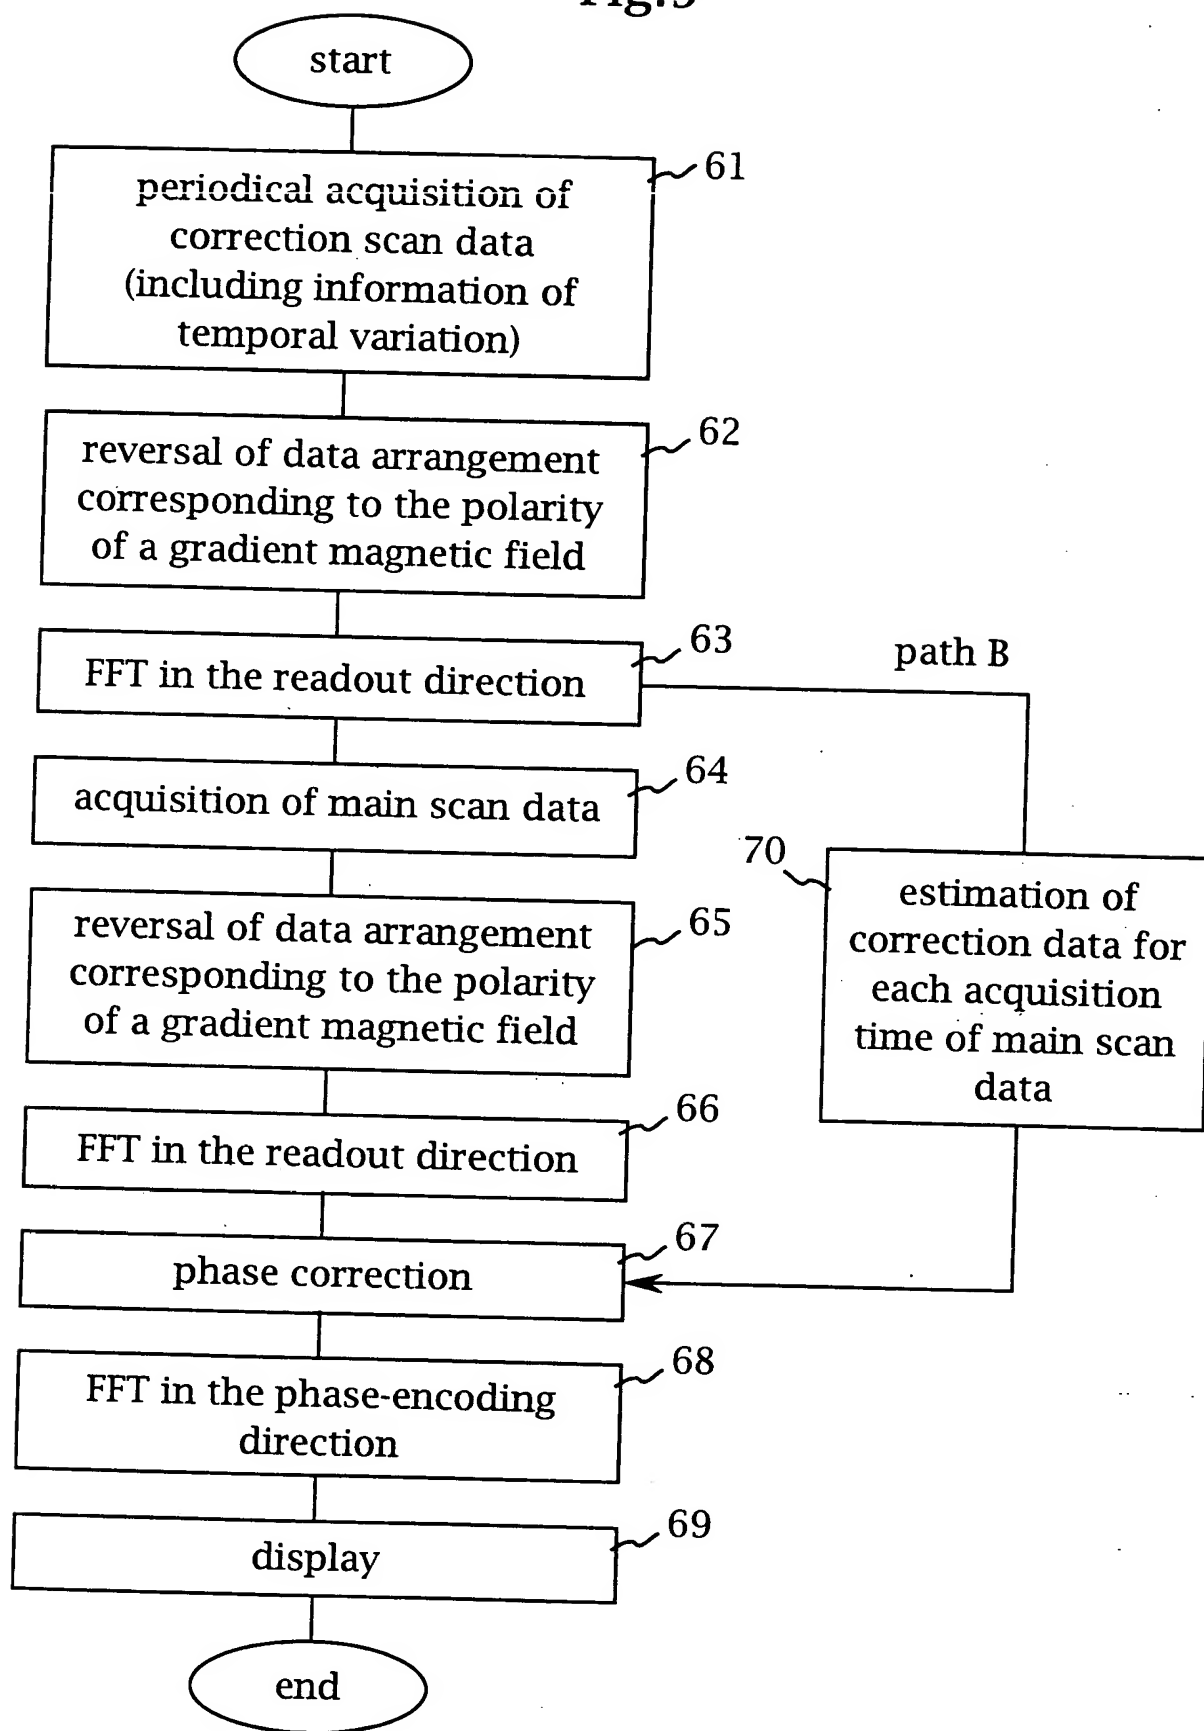 start
61
periodical acquisition of
correction scan data
(including information of
temporal variation)
62
reversal of data arrangement
corresponding to the polarity
of a gradient magnetic field
63
FFT in the readout direction
path B
64
acquisition of main scan data
70
estimation of
correction data for
each acquisition
time of main scan
data
65
reversal of data arrangement
corresponding to the polarity
of a gradient magnetic field
66
FFT in the readout direction
67
phase correction
68
FFT in the phase-encoding
direction
69
display
end